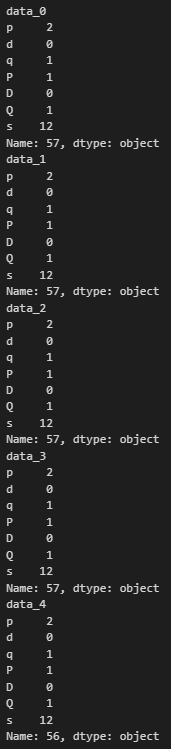 data_0
p     2
d     0
q     1
P     1
D     0
Q     1
s    12
Name: 57, dtype: object
data_1
p     2
d     0
q     1
P     1
D     0
Q     1
s    12
Name: 57, dtype: object
data_2
p     2
d     0
q     1
P     1
D     0
Q     1
s    12
Name: 57, dtype: object
data_3
p     2
d     0
q     1
P     1
D     0
Q     1
s    12
Name: 57, dtype: object
data_4
p     2
d     0
q     1
P     1
D     0
Q     1
s    12
Name: 56, dtype: object